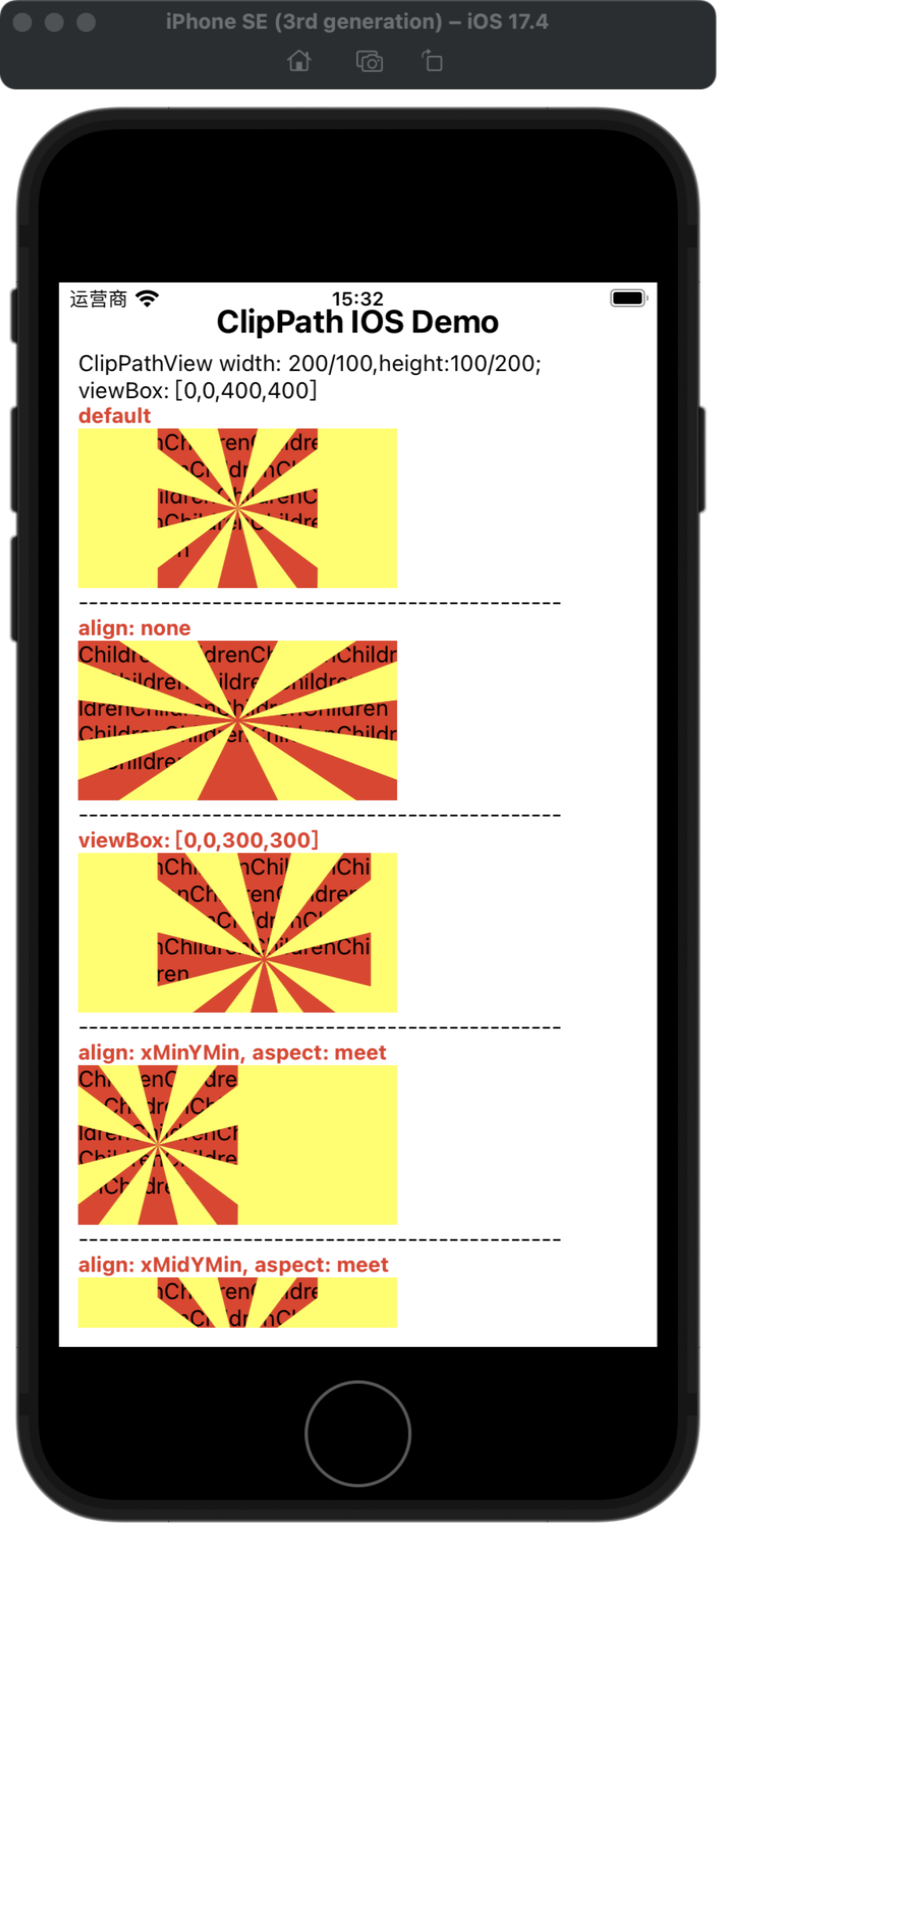 iPhone SE (3rd generation) – iOS 17.4
运营商
15:32
ClipPath IOS Demo
ClipPathView width: 200/100,height:100/200;
viewBox: [0,0,400,400]
default
-----------------------------------------------
align: none
-----------------------------------------------
viewBox: [0,0,300,300]
-----------------------------------------------
align: xMinYMin, aspect: meet
-----------------------------------------------
align: xMidYMin, aspect: meet